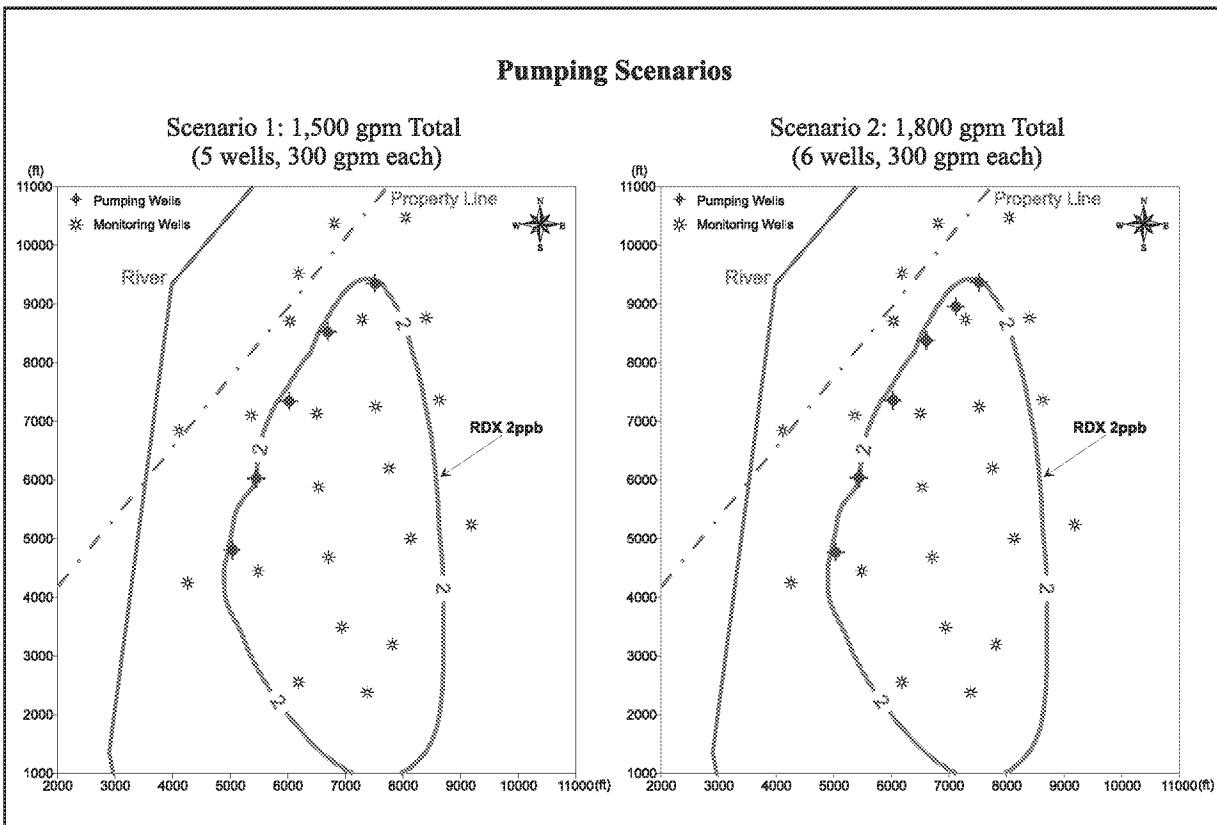 Pumping Scenarios
Scenario 1: 1,500 gpm Total
(5 wells, 300 gpm each)
(ft)
11000
10000
9000
8000
7000
6000
5000
4000
3000
2000
1000
Pumping Wells
Monitoring Wells
Property Line
N
W E
S
River
2
2
RDX 2ppb
2
2
2000 3000 4000 5000 6000 7000 8000 9000 10000 11000 (ft)
Scenario 2: 1,800 gpm Total
(6 wells, 300 gpm each)
(ft)
11000
10000
9000
8000
7000
6000
5000
4000
3000
2000
1000
Pumping Wells
Monitoring Wells
Property Line
N
W E
S
River
2
2
RDX 2ppb
2
2
2000 3000 4000 5000 6000 7000 8000 9000 10000 11000 (ft)